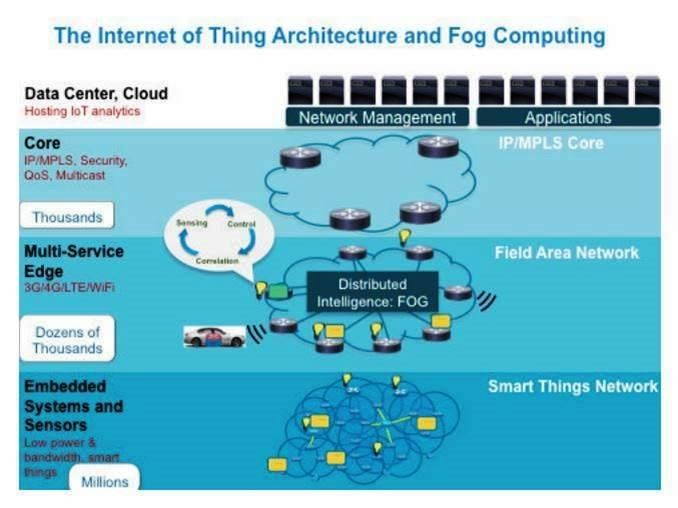 The Internet of Thing Architecture and Fog Computing
Data Center, Cloud
Hosting IoT analytics
Network Management
Applications
Core
IP/MPLS, Security,
QoS, Multicast
IP/MPLS Core
Thousands
Sensing
Control
Correlation
Multi-Service
Edge
3G/4G/LTE/WiFi
Field Area Network
Distributed
Intelligence: FOG
Dozens of
Thousands
Embedded
Systems and
Sensors
Low power &
bandwidth, smart
things
Smart Things Network
Millions